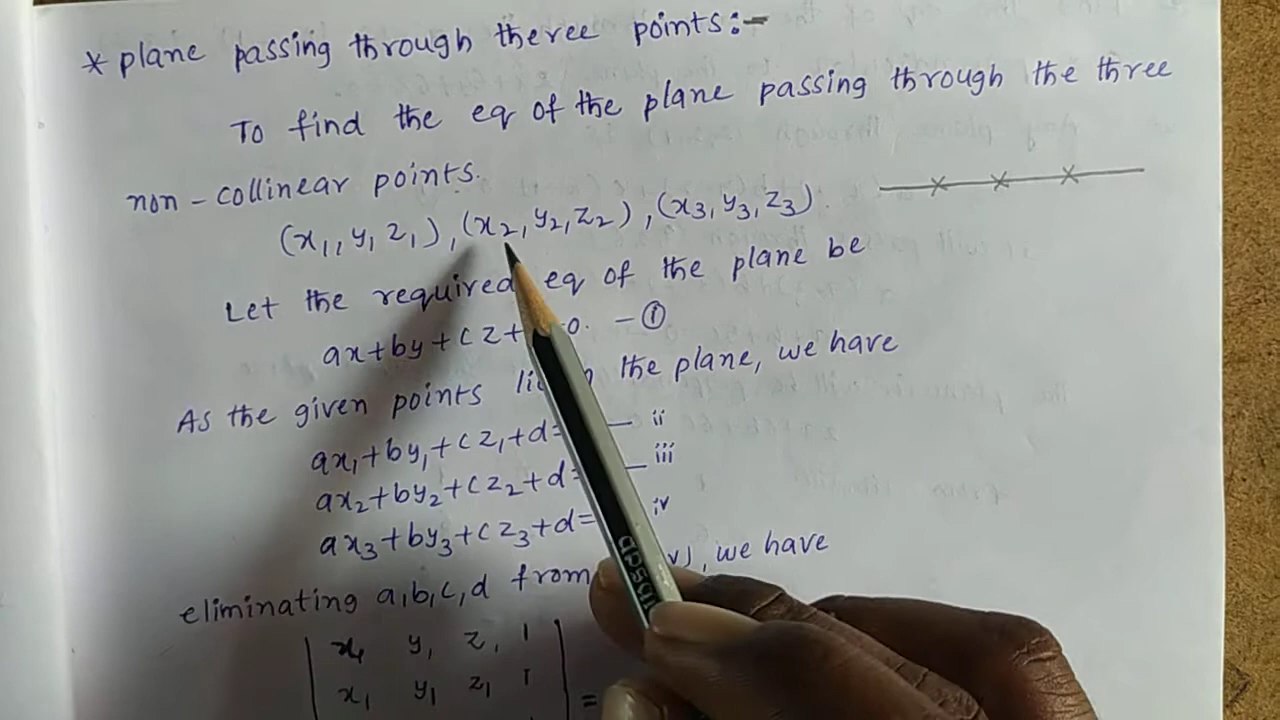 * plane passing through theree points:-
To find the eq of the plane passing through the three
non-collinear points.
(x₁, y₁ z₁), (x₂, y₂, z₂), (x₃, y₃, z₃).
Let the required eq of the plane be
ax+by+cz+ 0. -①
As the given points the plane, we have
ax₁+by₁+cz₁+d= — ii
ax₂+by₂+cz₂+d= — iii
ax₃+by₃+cz₃+d= iv
eliminating a,b,c,d from we have
y, z, 1
x₁ y₁ z₁ 1
=
apsara